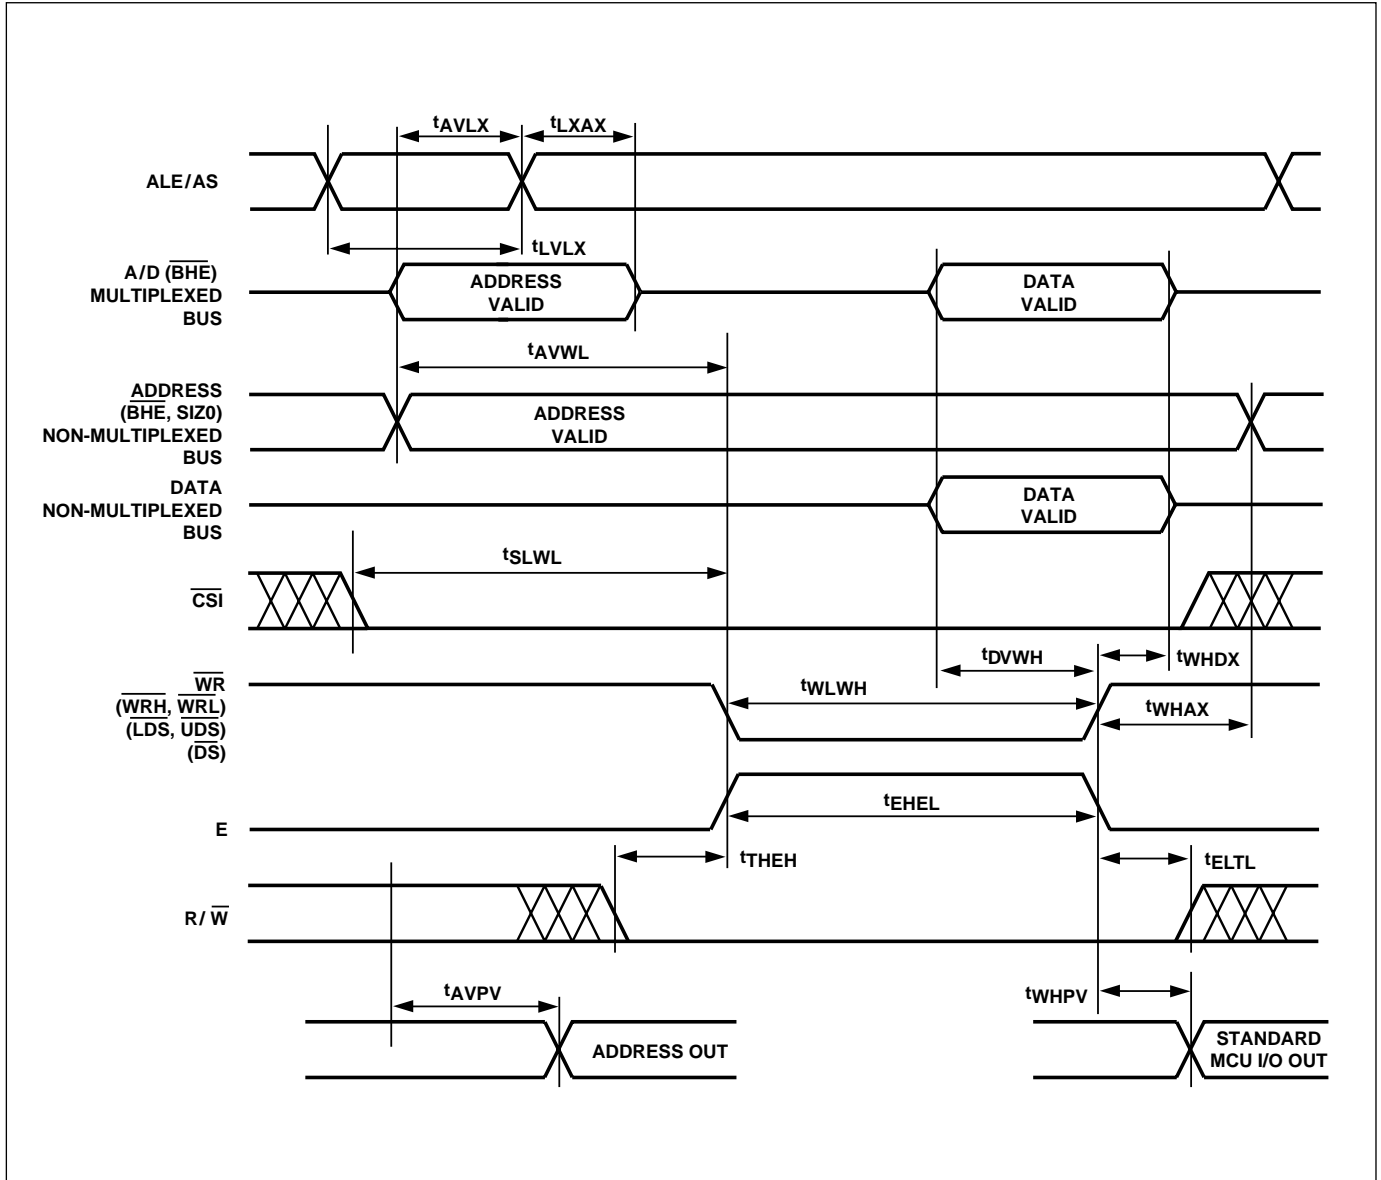 tAVLX tLXAX
ALE/AS
tLVLX
A/D (BHE)
MULTIPLEXED
BUS
ADDRESS
VALID
DATA
VALID
tAVWL
ADDRESS
(BHE, SIZ0)
NON-MULTIPLEXED
BUS
ADDRESS
VALID
DATA
NON-MULTIPLEXED
BUS
DATA
VALID
tSLWL
CSI
tDVWH
tWHDX
WR
(WRH, WRL)
(LDS, UDS)
(DS)
tWLWH
tWHAX
tEHEL
E
tTHEH
tELTL
R/ W
tAVPV
tWHPV
ADDRESS OUT
STANDARD
MCU I/O OUT